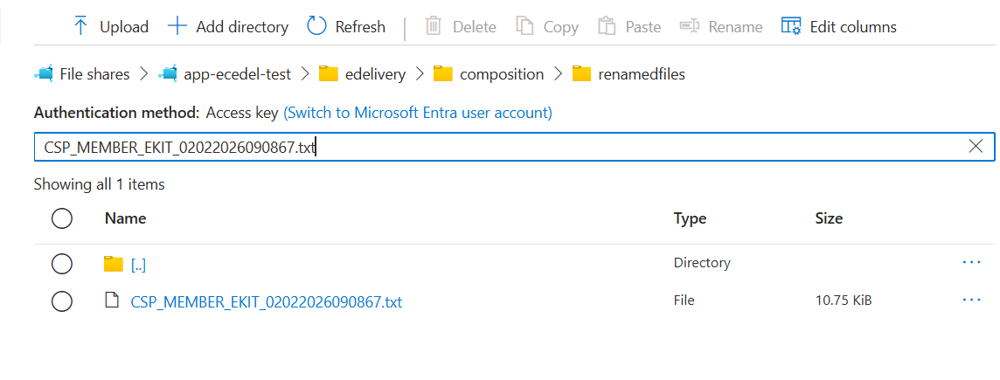 Upload Add directory Refresh Delete Copy Paste Rename Edit columns
File shares > app-ecedel-test > edelivery > composition > renamedfiles
Authentication method: Access key (Switch to Microsoft Entra user account)
CSP_MEMBER_EKIT_02022026090867.txt
Showing all 1 items
Name Type Size
[..] Directory ...
CSP_MEMBER_EKIT_02022026090867.txt File 10.75 KiB ...